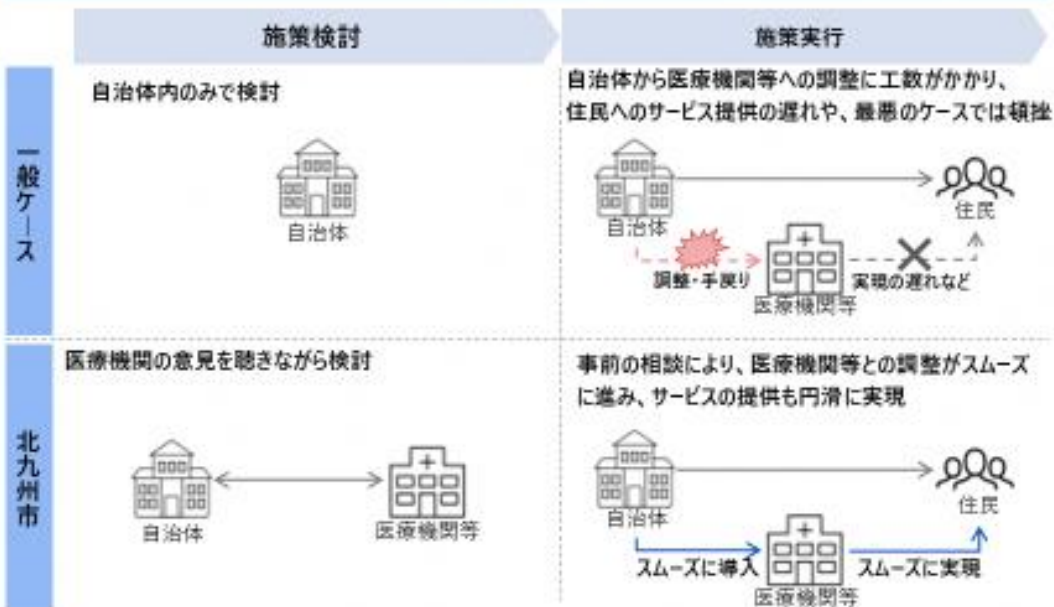 施策検討
施策実行
一般ケース
自治体内のみで検討
自治体
自治体から医療機関等への調整に工数がかかり、
住民へのサービス提供の遅れや、最悪のケースでは頓挫
自治体
住民
調整・手戻り
実現の遅れなど
医療機関等
北九州市
医療機関の意見を聴きながら検討
自治体
医療機関等
事前の相談により、医療機関等との調整がスムーズ
に進み、サービスの提供も円滑に実現
自治体
住民
スムーズに導入
スムーズに実現
医療機関等